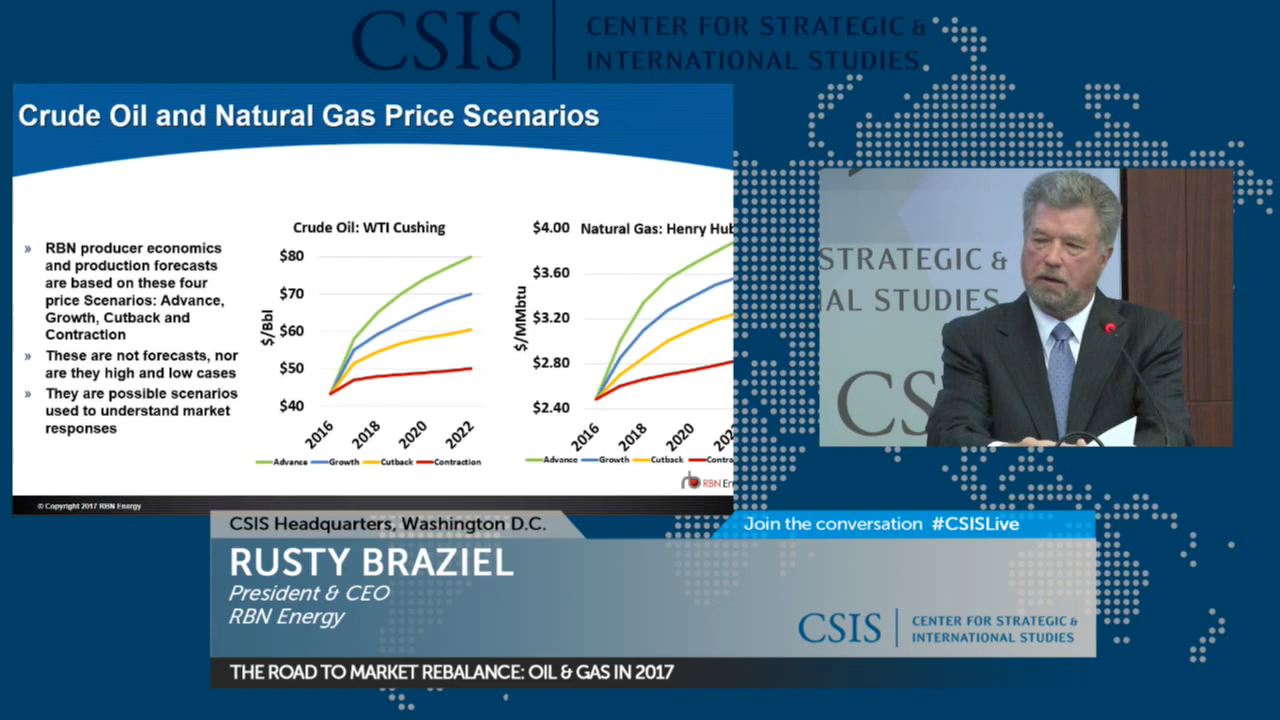 CSIS
CENTER FOR STRATEGIC &
INTERNATIONAL STUDIES
Crude Oil and Natural Gas Price Scenarios
» RBN producer economics
and production forecasts
are based on these four
price Scenarios: Advance,
Growth, Cutback and
Contraction
» These are not forecasts, nor
are they high and low cases
» They are possible scenarios
used to understand market
responses
Crude Oil: WTI Cushing
$/Bbl
$80
$70
$60
$50
$40
2016 2018 2020 2022
Advance Growth Cutback Contraction
Natural Gas: Henry Hub
$/MMbtu
$4.00
$3.60
$3.20
$2.80
$2.40
2016 2018 2020 202
Advance Growth Cutback Contra
RBN En
© Copyright 2017 RBN Energy
STRATEGIC &
AL STUDIES
CS
CSIS Headquarters, Washington D.C.
Join the conversation #CSISLive
RUSTY BRAZIEL
President & CEO
RBN Energy
CSIS
CENTER FOR STRATEGIC &
INTERNATIONAL STUDIES
THE ROAD TO MARKET REBALANCE: OIL & GAS IN 2017